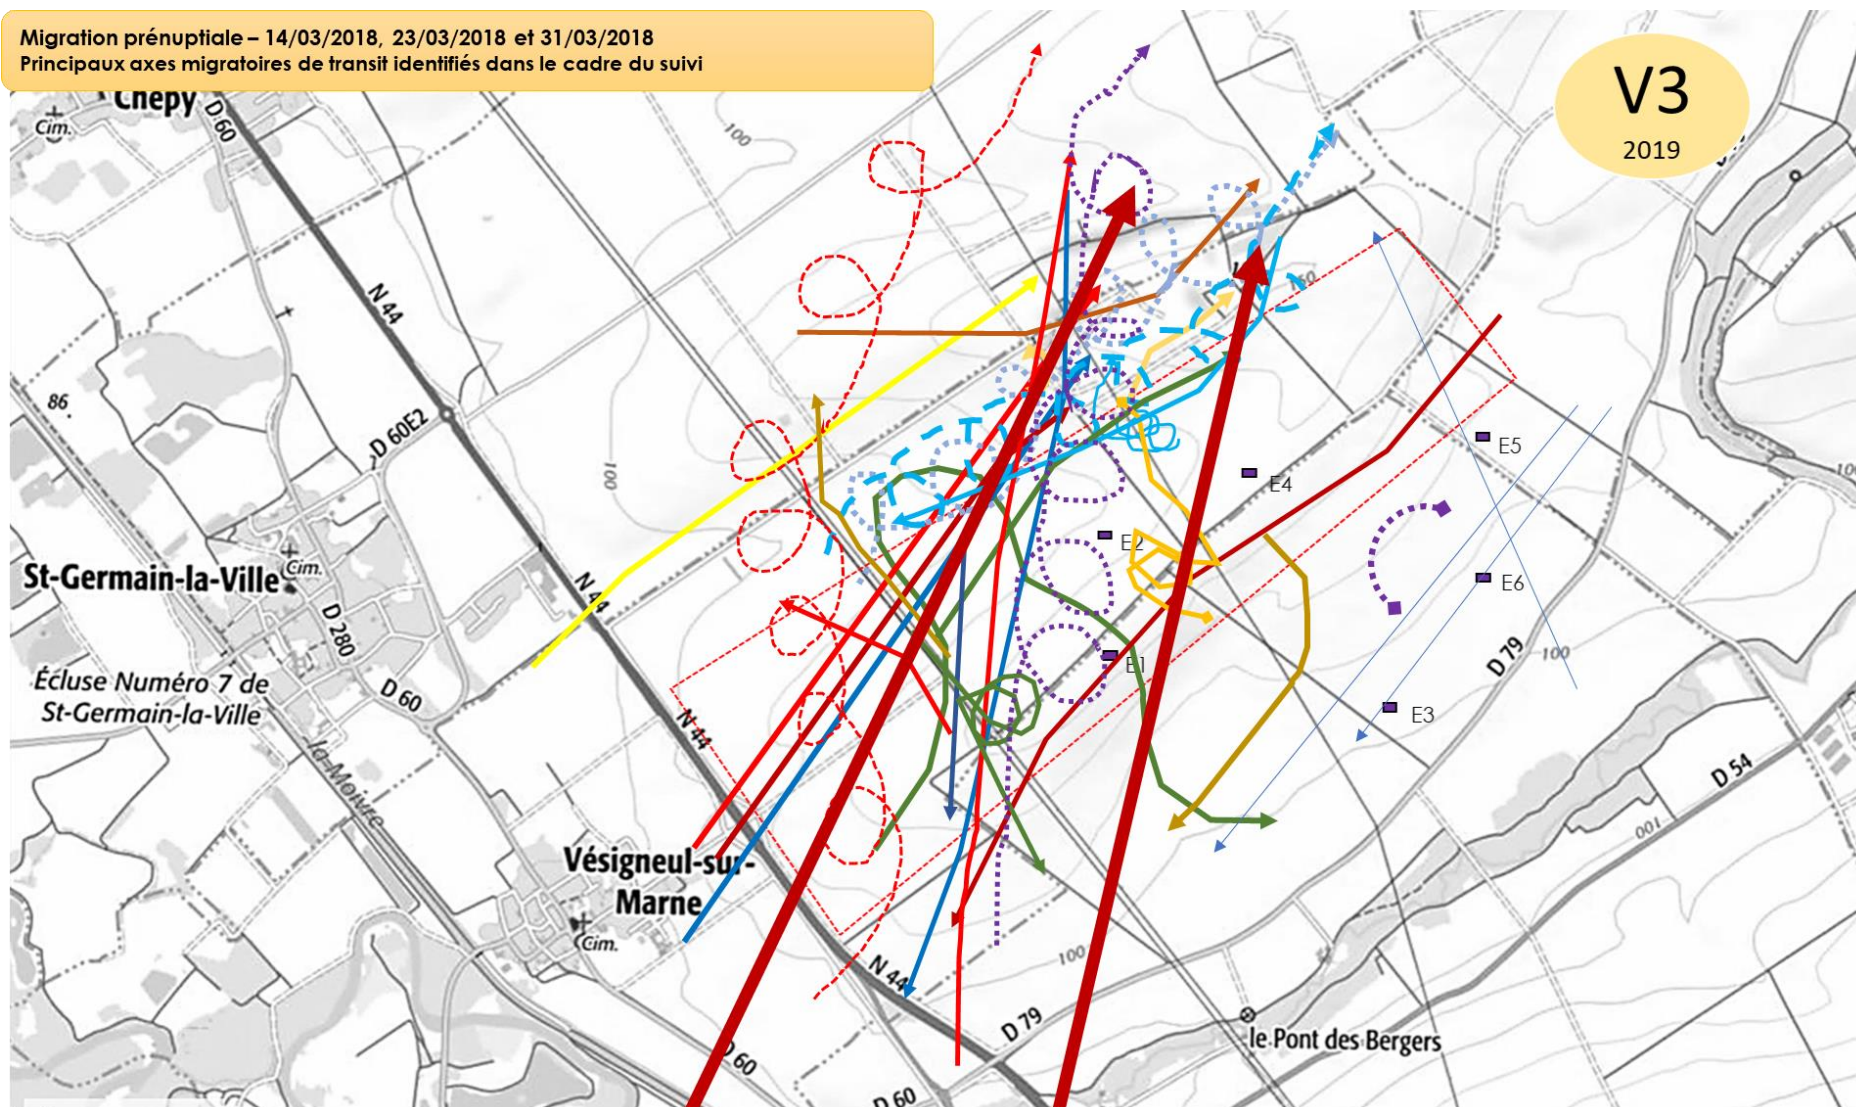 Migration prénuptiale – 14/03/2018, 23/03/2018 et 31/03/2018
Principaux axes migratoires de transit identifiés dans le cadre du suivi
V3
2019
Chepy
Cim.
D 60
100
N 44
86
D 60E2
100
50
E5
E4
E2
St-Germain-la-Ville
Cim.
N 44
E6
D 280
E1
D 79
100
Écluse Numéro 7 de
St-Germain-la-Ville
D 60
N 44
E3
la-Moivre
D 54
001
Vésigneul-sur-
Marne
Cim.
100
N 44
D 79
le Pont des Bergers
D 60
D 60